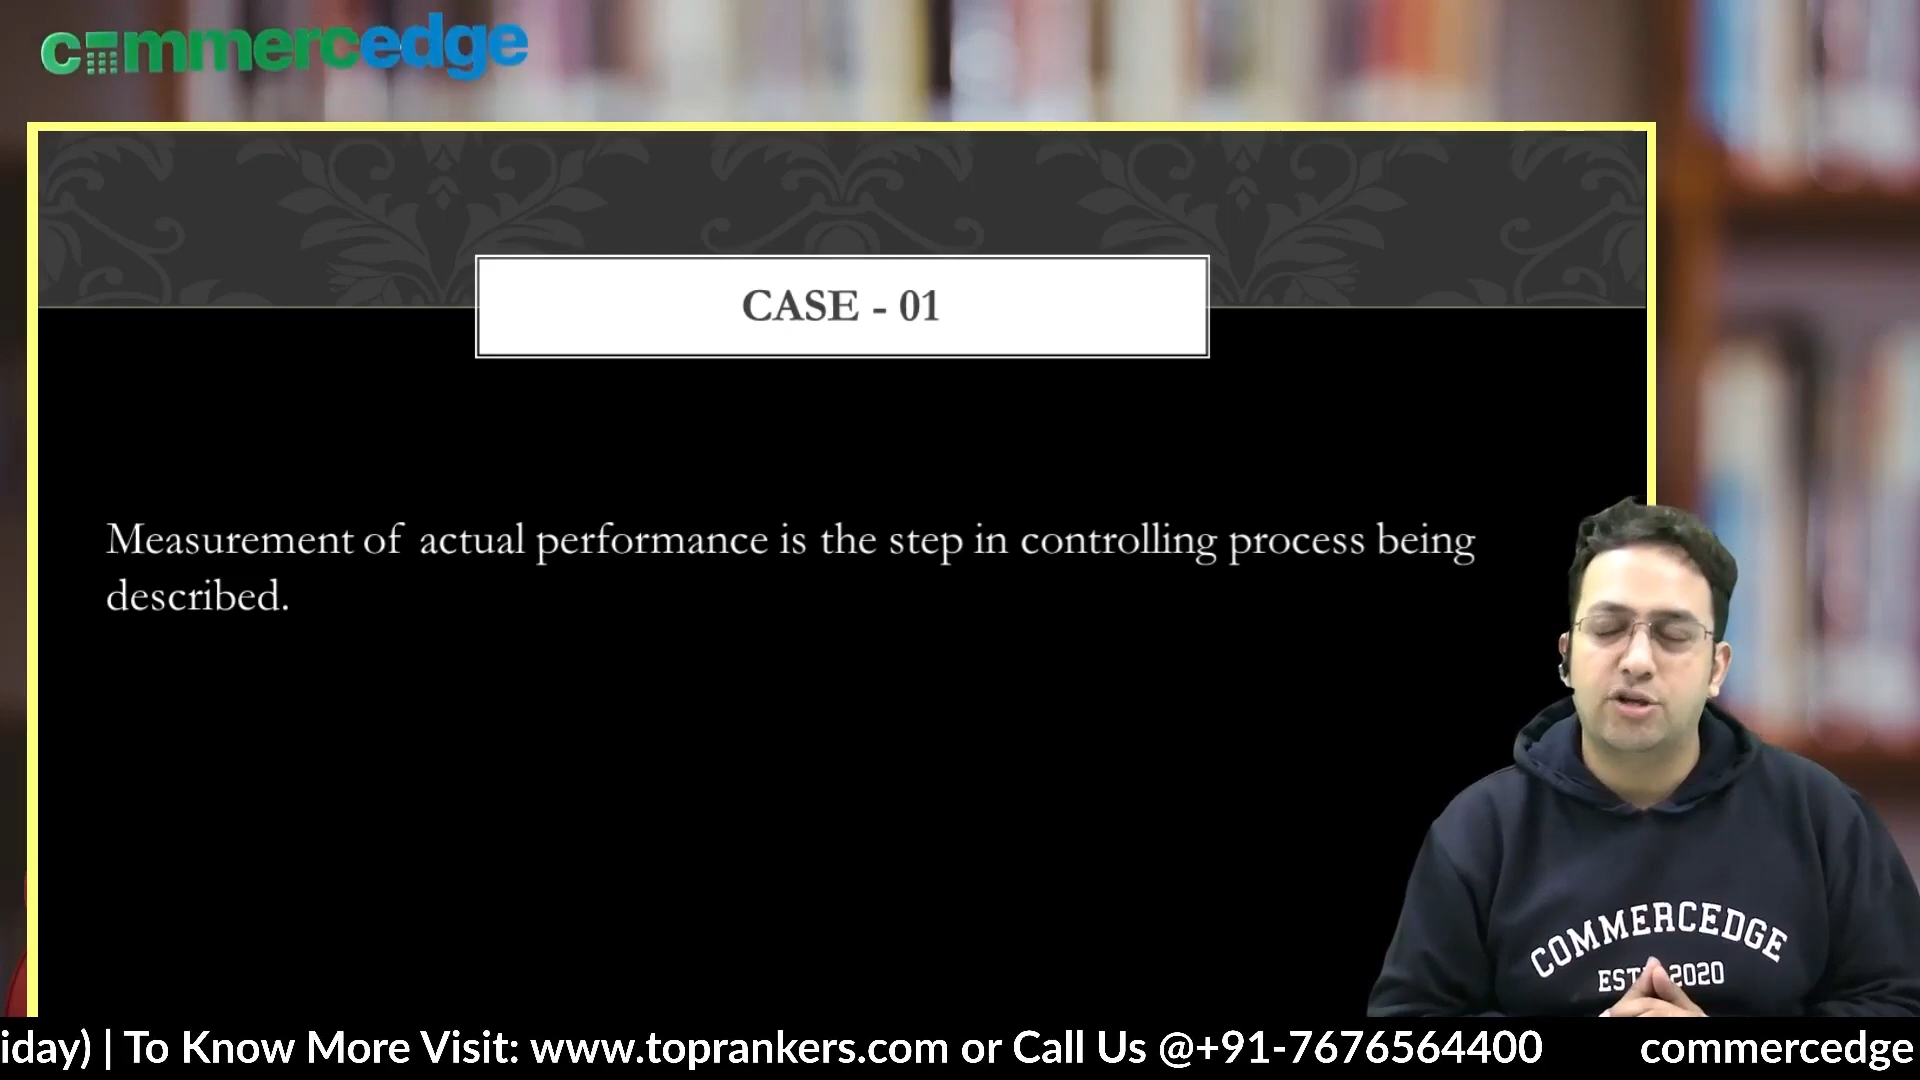 commercedge
CASE - 01
Measurement of actual performance is the step in controlling process being
described.
COMMERCEDGE
2020
iday) | To Know More Visit: www.toprankers.com or Call Us @+91-7676564400 commercedge